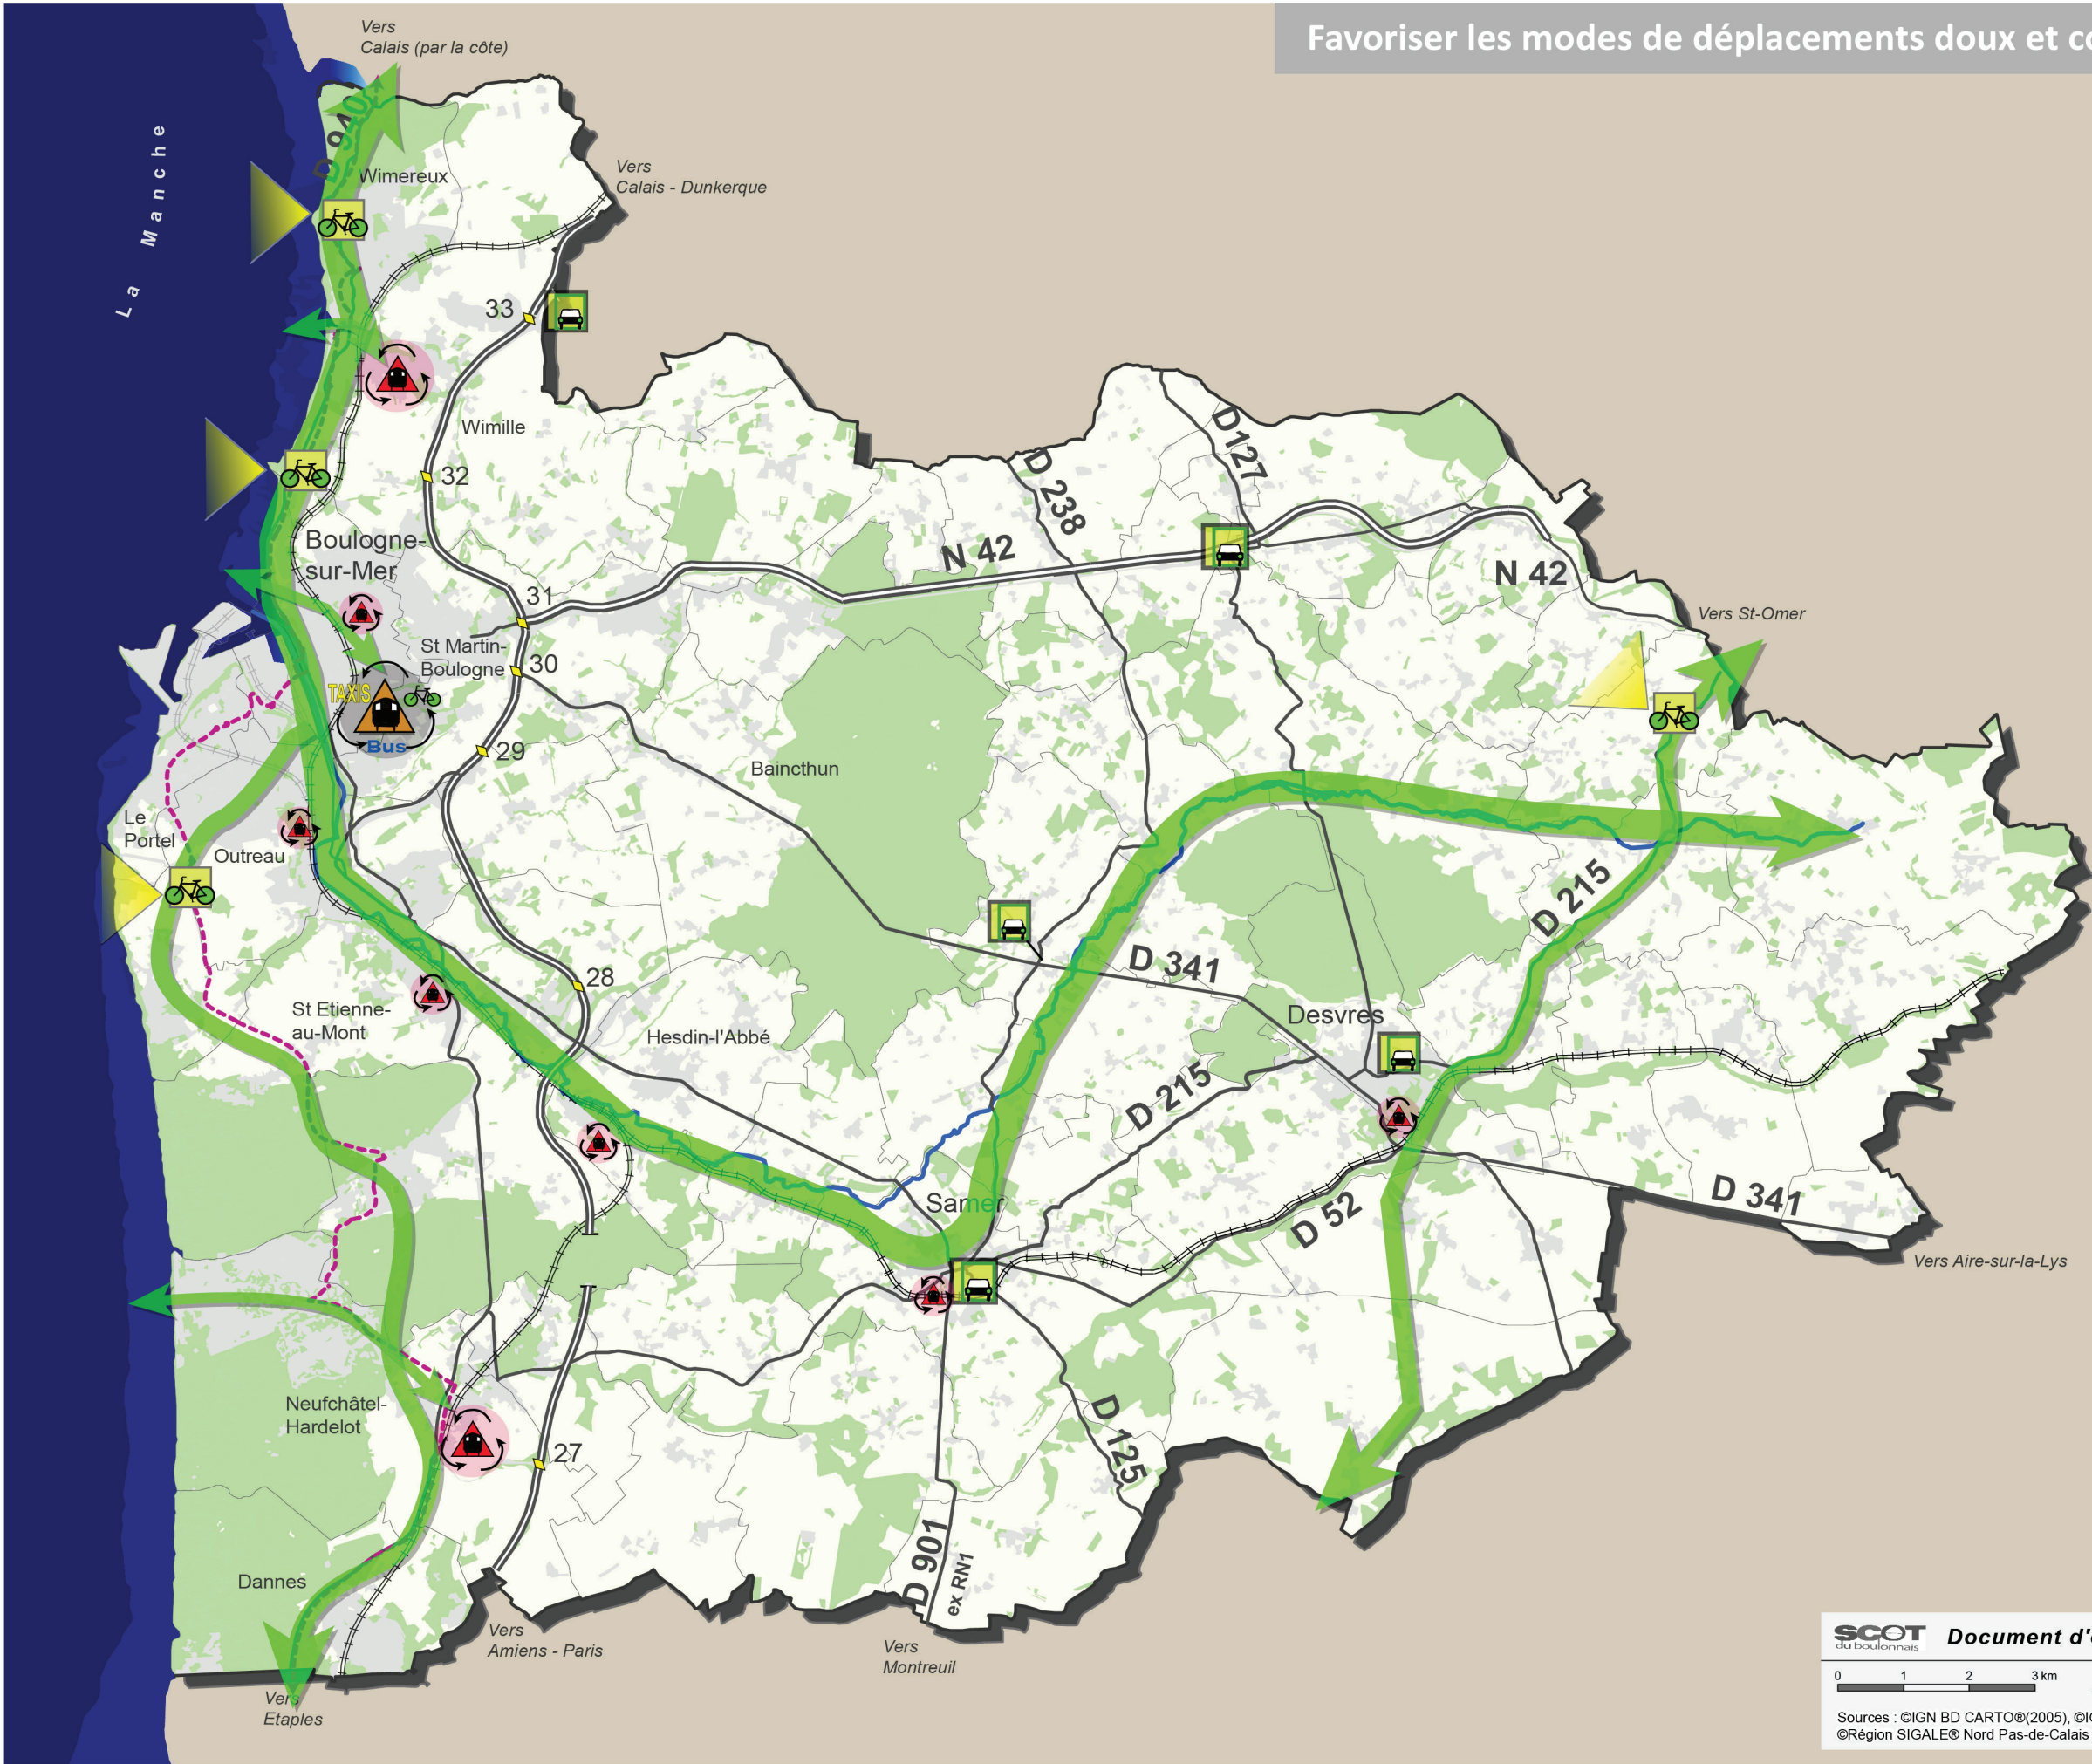 Favoriser les modes de déplacements doux et
Vers
Calais (par la côte)
D 940
La Manche
Wimereux
Vers
Calais - Dunkerque
33
Wimille
32
D 238
D127
Boulogne-
sur-Mer
N 42
N 42
31
Vers St-Omer
St Martin-
Boulogne
30
TAXIS
Bus
29
Baincthun
Le
Portel
Outreau
D 215
D 341
28
St Etienne-
au-Mont
Hesdin-l'Abbé
Desvres
D 215
Samer
D 52
D 341
Vers Aire-sur-la-Lys
Neufchâtel-
Hardelot
27
D 125
D 901
ex RN1
Dannes
Vers
Amiens - Paris
Vers
Montreuil
Vers
Etaples
SCOT
du boulonnais
Document
0 1 2 3 km
Sources : ©IGN BD CARTO®(2005),
©Région SIGALE® Nord Pas-de-Calais